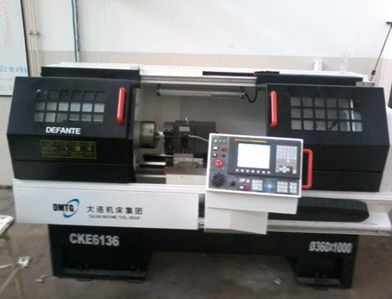 DEFANTE
DMTG
大连机床集团
DALIAN MACHINE TOOL GROUP
CKE6136
Ø360x1000